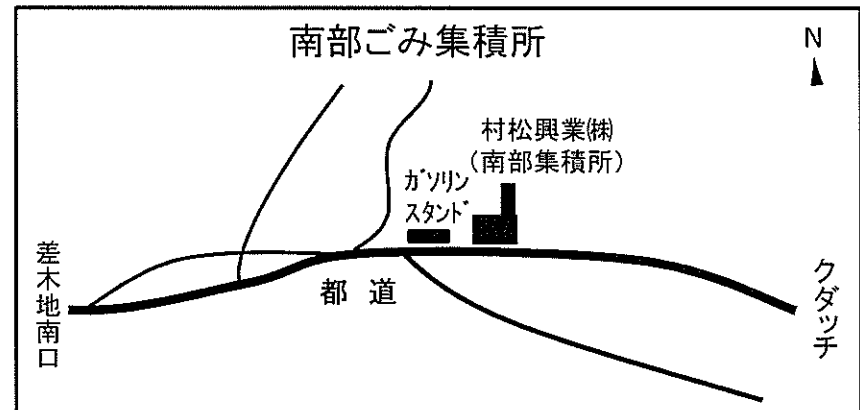 南部ごみ集積所
N
村松興業㈱
(南部集積所)
ガソリン
スタンド
差木地南口
都道
クダッチ